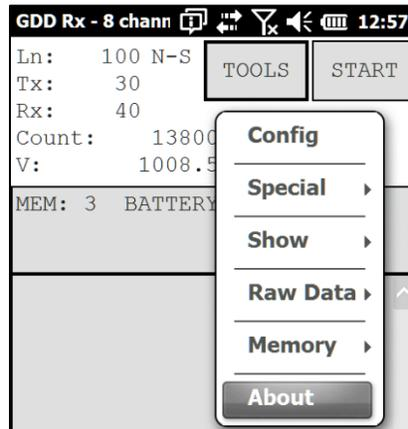 GDD Rx - 8 chann 12:57
Ln: 100 N-S
TOOLS START
Tx: 30
Rx: 40
Count: 13800
V: 1008.5
MEM: 3 BATTERY
Config
Special
Show
Raw Data
Memory
About